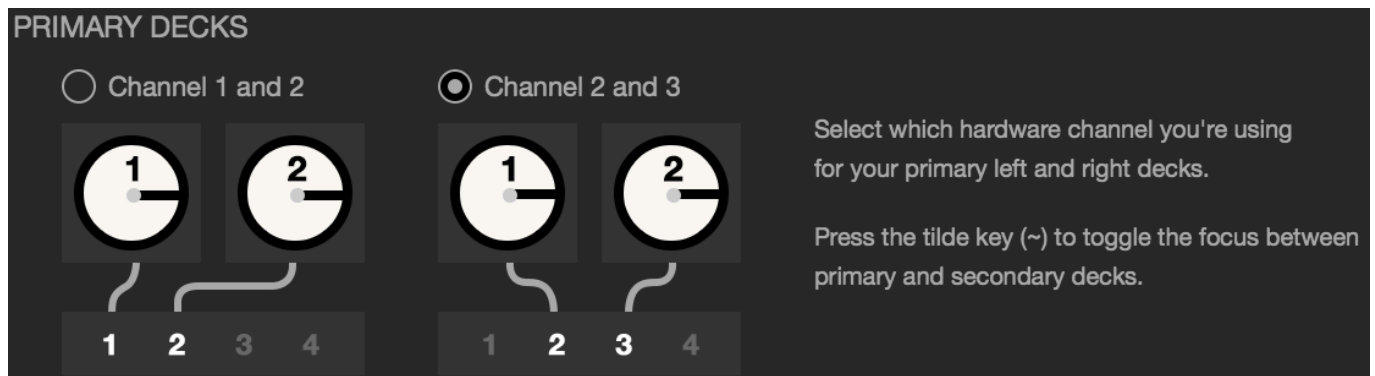 PRIMARY DECKS
Channel 1 and 2
Channel 2 and 3
1 2
1 2
1 2 3 4
1 2 3 4
Select which hardware channel you're using
for your primary left and right decks.
Press the tilde key (~) to toggle the focus between
primary and secondary decks.